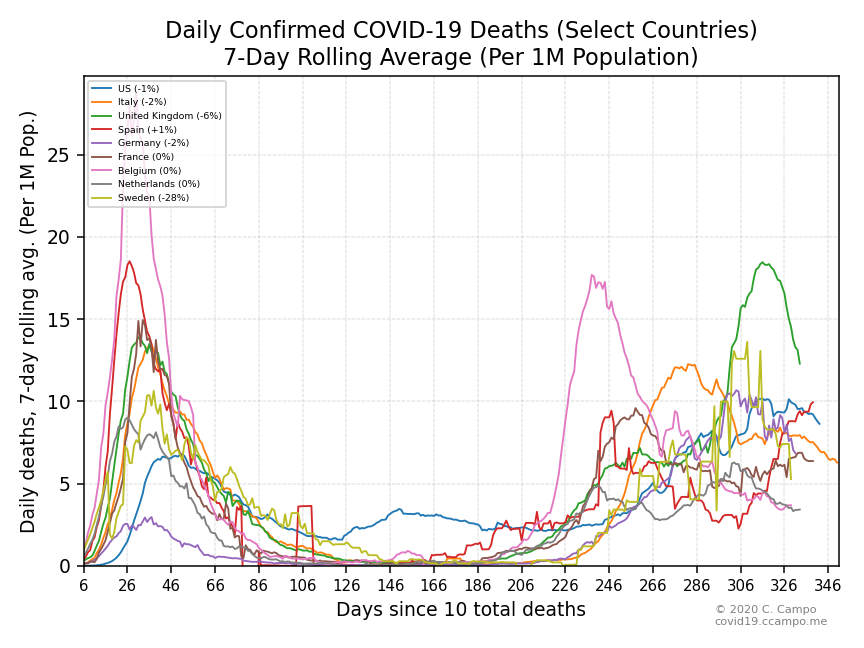 Daily Confirmed COVID-19 Deaths (Select Countries)
7-Day Rolling Average (Per 1M Population)
US (-1%)
Italy (-2%)
United Kingdom (-6%)
Spain (+1%)
Germany (-2%)
France (0%)
Belgium (0%)
Netherlands (0%)
Sweden (-28%)
Daily deaths, 7-day rolling avg. (Per 1M Pop.)
25
20
15
10
5
0
6 26 46 66 86 106 126 146 166 186 206 226 246 266 286 306 326 346
Days since 10 total deaths
© 2020 C. Campo
covid19.ccampo.me